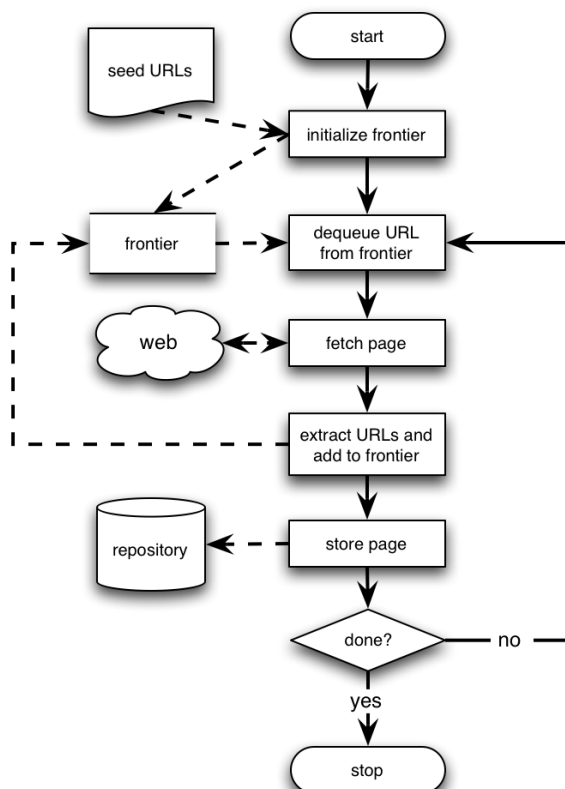 start
seed URLs
initialize frontier
frontier
dequeue URL
from frontier
web
fetch page
extract URLs and
add to frontier
repository
store page
done?
no
yes
stop